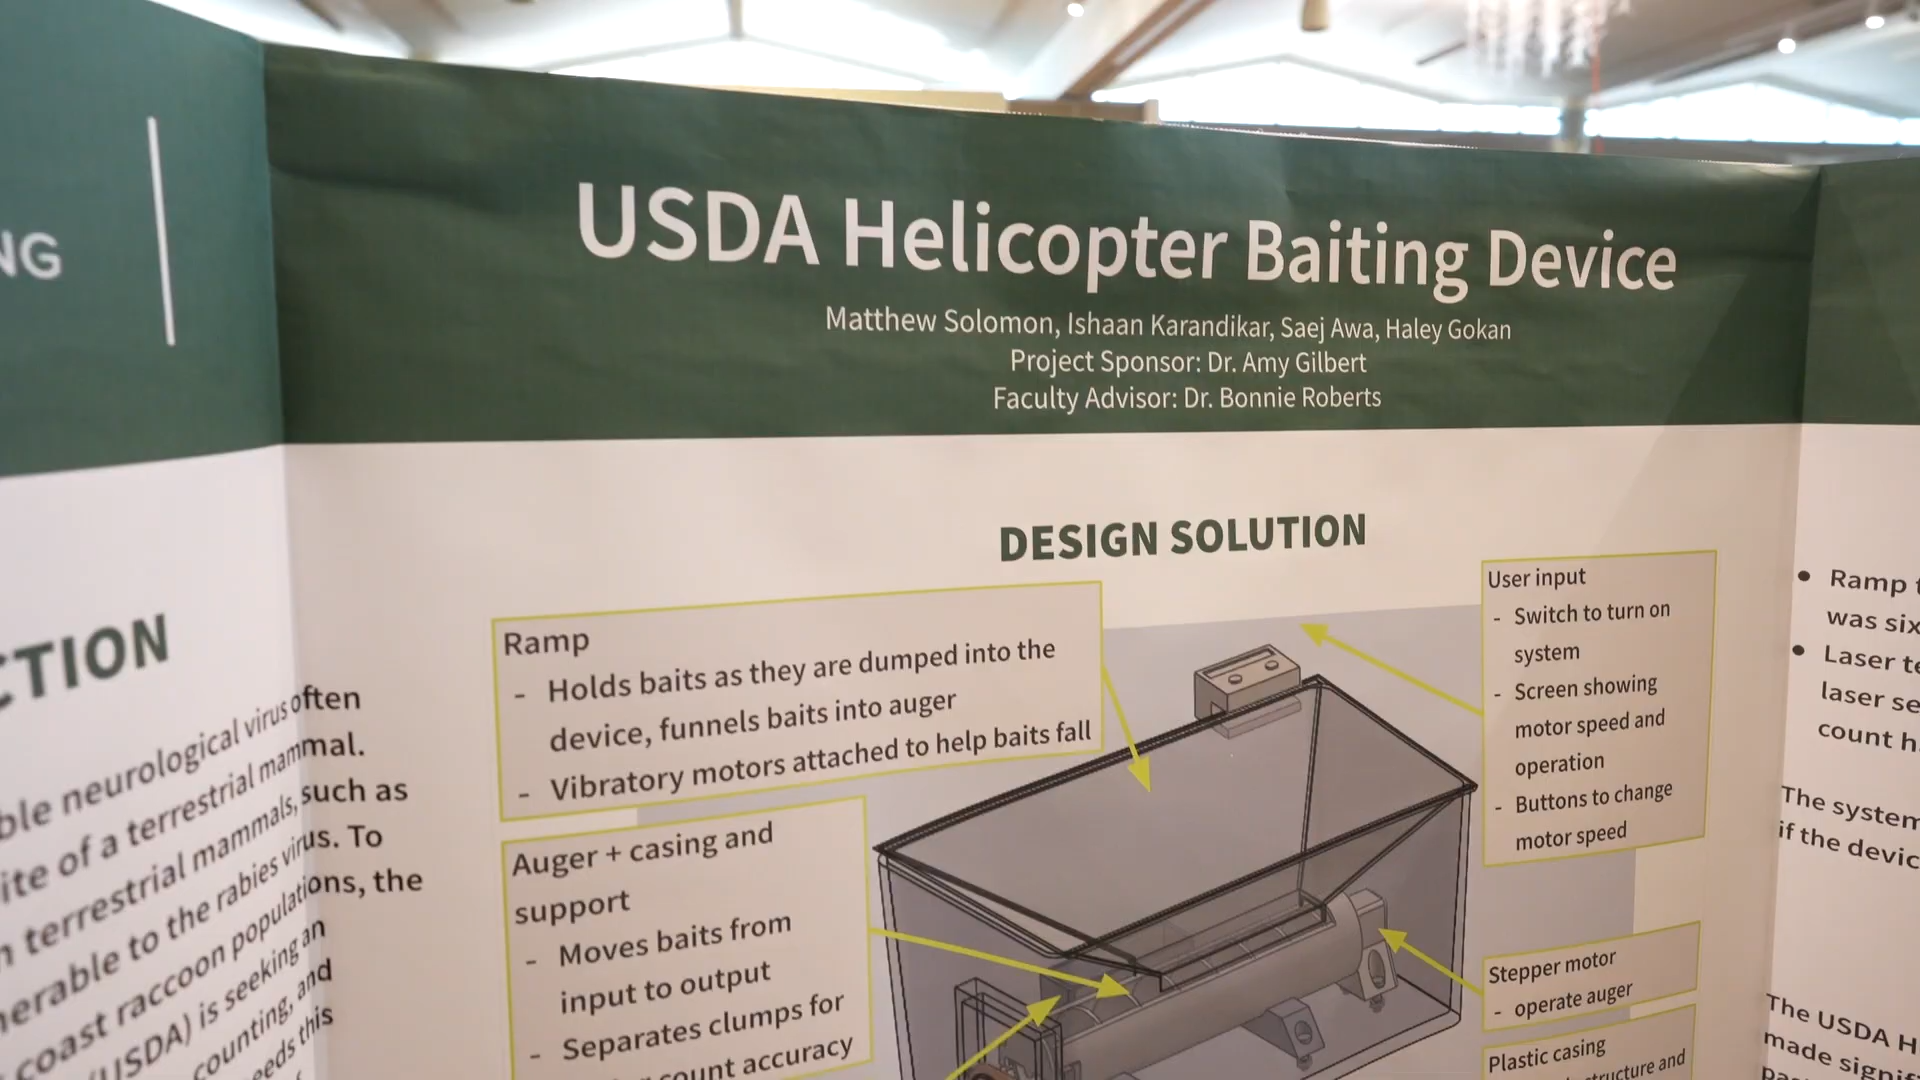 NG
USDA Helicopter Baiting Device
Matthew Solomon, Ishaan Karandikar, Saej Awa, Haley Gokan
Project Sponsor: Dr. Amy Gilbert
Faculty Advisor: Dr. Bonnie Roberts
CTION
ble neurological virus often
ite of a terrestrial mammal.
n terrestrial mammals, such as
nerable to the rabies virus. To
coast raccoon populations, the
(USDA) is seeking an
counting, and
eeds this
DESIGN SOLUTION
Ramp
- Holds baits as they are dumped into the
device, funnels baits into auger
- Vibratory motors attached to help baits fall
Auger + casing and
support
- Moves baits from
input to output
- Separates clumps for
count accuracy
User input
- Switch to turn on
system
- Screen showing
motor speed and
operation
- Buttons to change
motor speed
Stepper motor
- operate auger
Plastic casing
structure and
• Ramp t
was six
• Laser te
laser se
count h
The system
if the devic
The USDA H
made signif